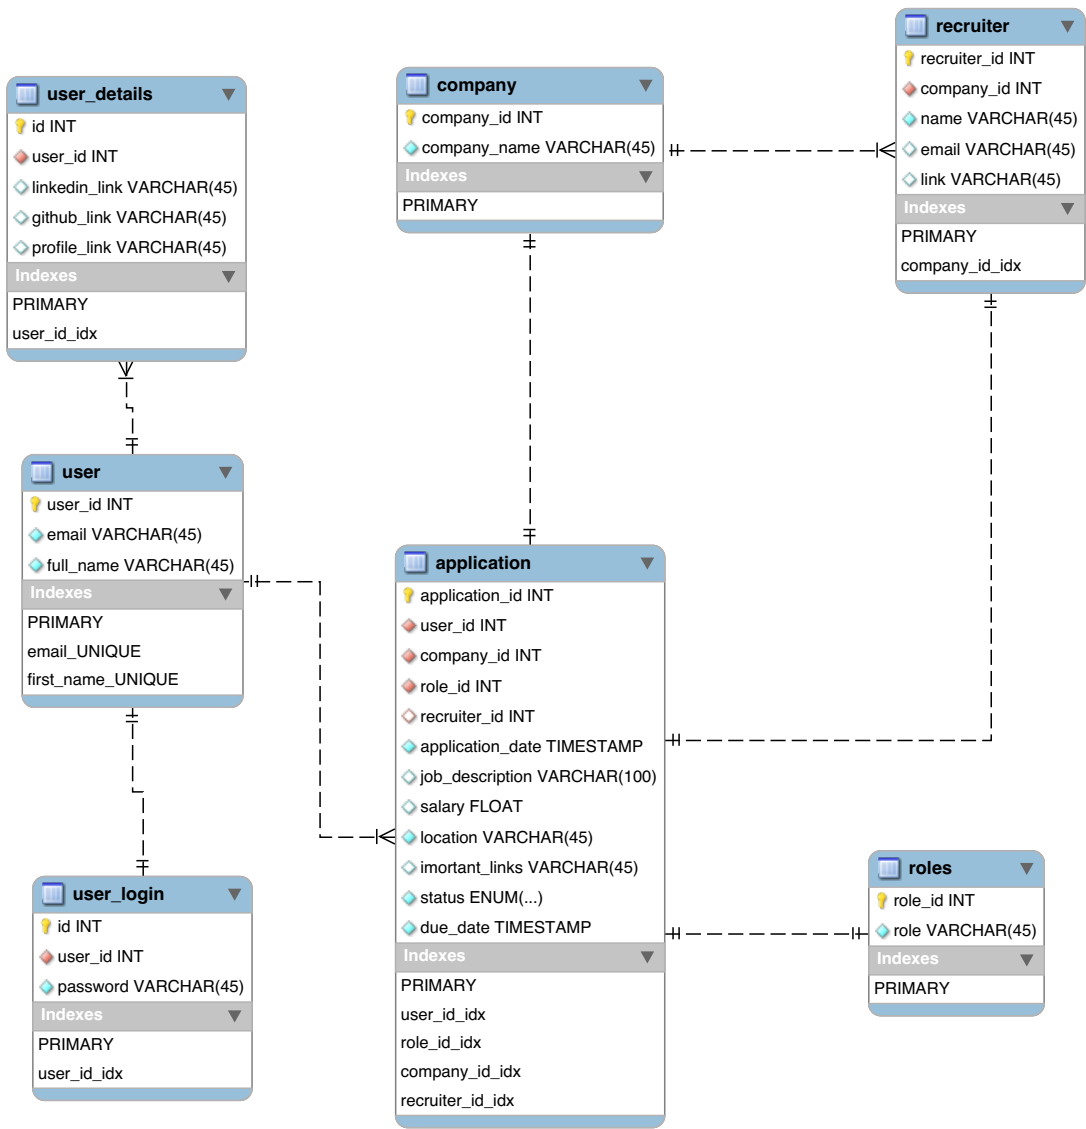 user_details
id INT
user_id INT
linkedin_link VARCHAR(45)
github_link VARCHAR(45)
profile_link VARCHAR(45)
Indexes
PRIMARY
user_id_idx
company
company_id INT
company_name VARCHAR(45)
Indexes
PRIMARY
recruiter
recruiter_id INT
company_id INT
name VARCHAR(45)
email VARCHAR(45)
link VARCHAR(45)
Indexes
PRIMARY
company_id_idx
user
user_id INT
email VARCHAR(45)
full_name VARCHAR(45)
Indexes
PRIMARY
email_UNIQUE
first_name_UNIQUE
application
application_id INT
user_id INT
company_id INT
role_id INT
recruiter_id INT
application_date TIMESTAMP
job_description VARCHAR(100)
salary FLOAT
location VARCHAR(45)
imortant_links VARCHAR(45)
status ENUM(...)
due_date TIMESTAMP
Indexes
PRIMARY
user_id_idx
role_id_idx
company_id_idx
recruiter_id_idx
user_login
id INT
user_id INT
password VARCHAR(45)
Indexes
PRIMARY
user_id_idx
roles
role_id INT
role VARCHAR(45)
Indexes
PRIMARY